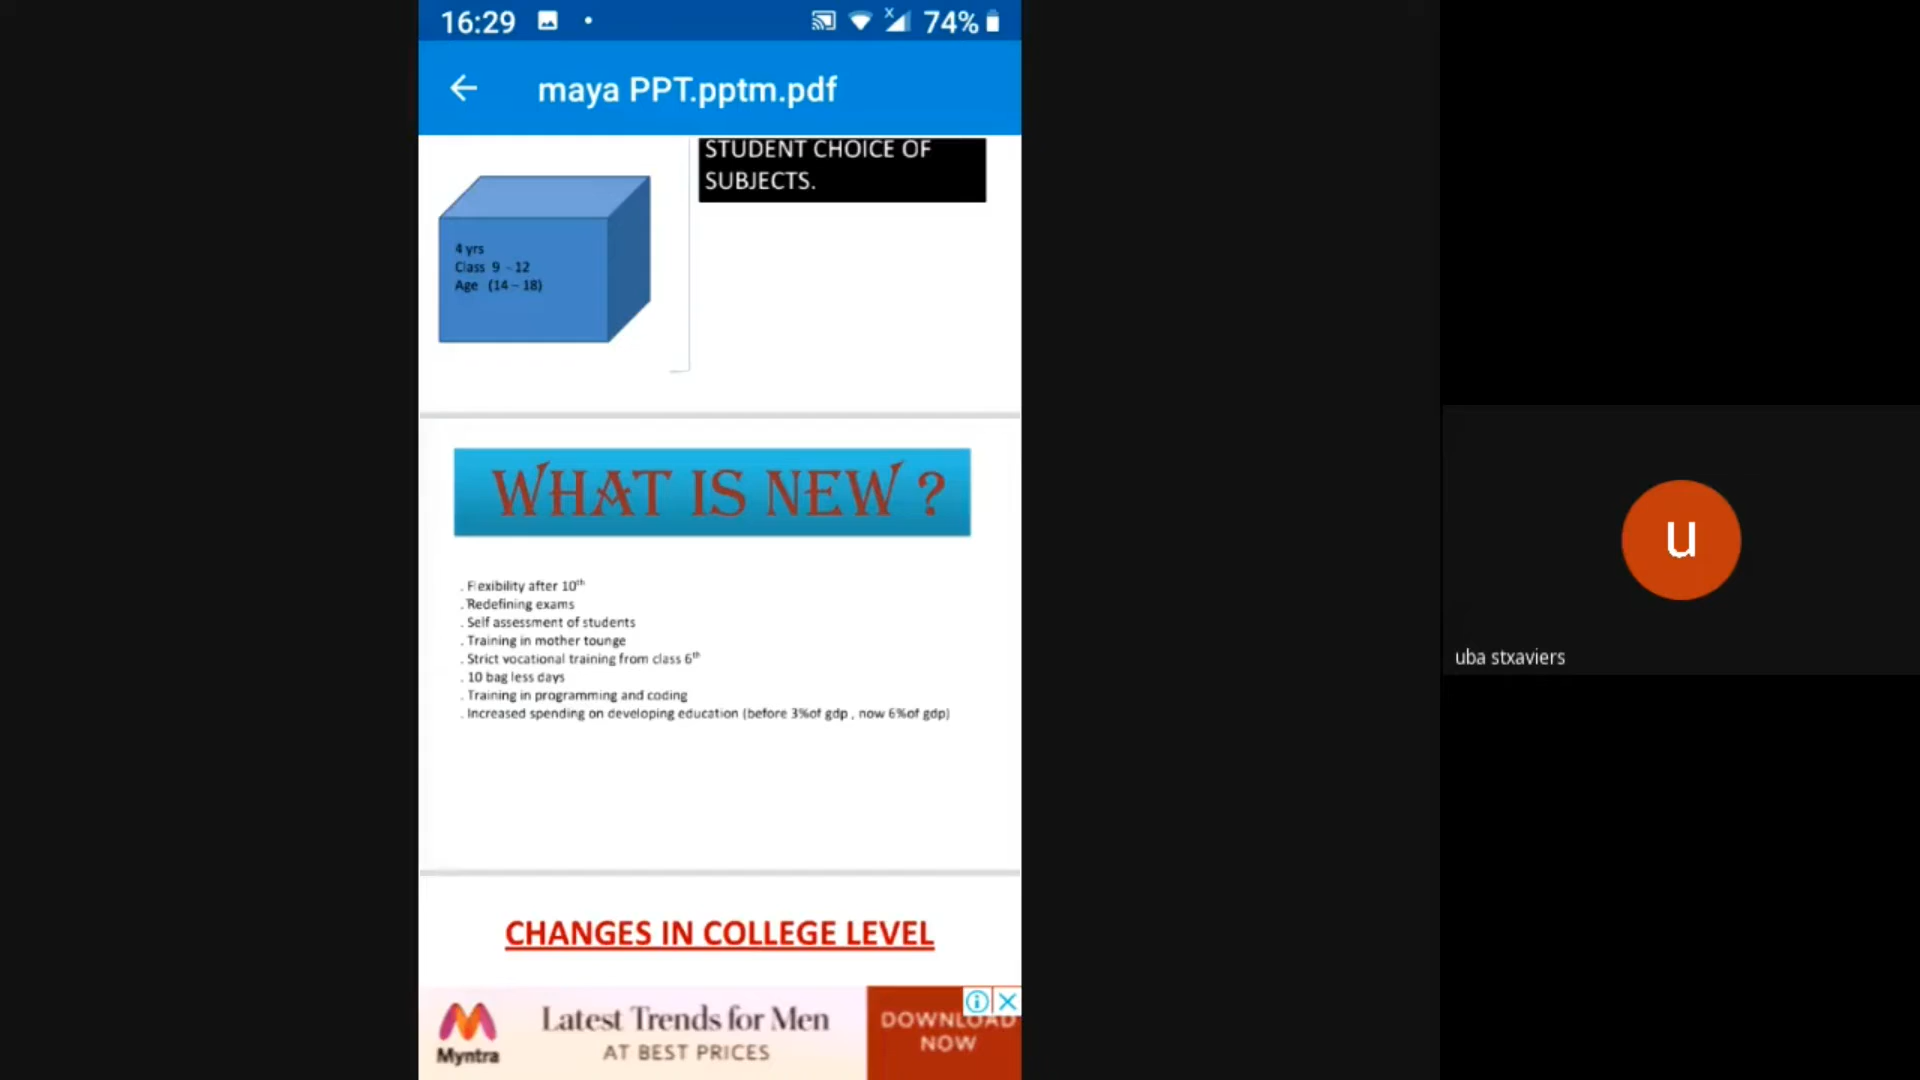 16:29
74%
maya PPT.pptm.pdf
STUDENT CHOICE OF
SUBJECTS.
4 yrs
Class 9 - 12
Age (14 – 18)
WHAT IS NEW ?
. Flexibility after 10th
. Redefining exams
. Self assessment of students
. Training in mother tounge
. Strict vocational training from class 6th
. 10 bag less days
. Training in programming and coding
. Increased spending on developing education (before 3%of gdp , now 6%of gdp)
CHANGES IN COLLEGE LEVEL
Myntra
Latest Trends for Men
AT BEST PRICES
DOWNLOAD
NOW
u
uba stxaviers